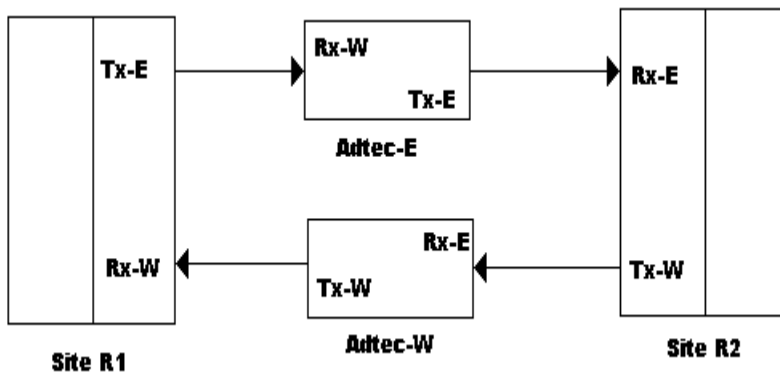 Tx-E
Rx-W
Tx-E
Rx-E
Adtec-E
Rx-W
Tx-W
Rx-E
Tx-W
Adtec-W
Site R1
Site R2